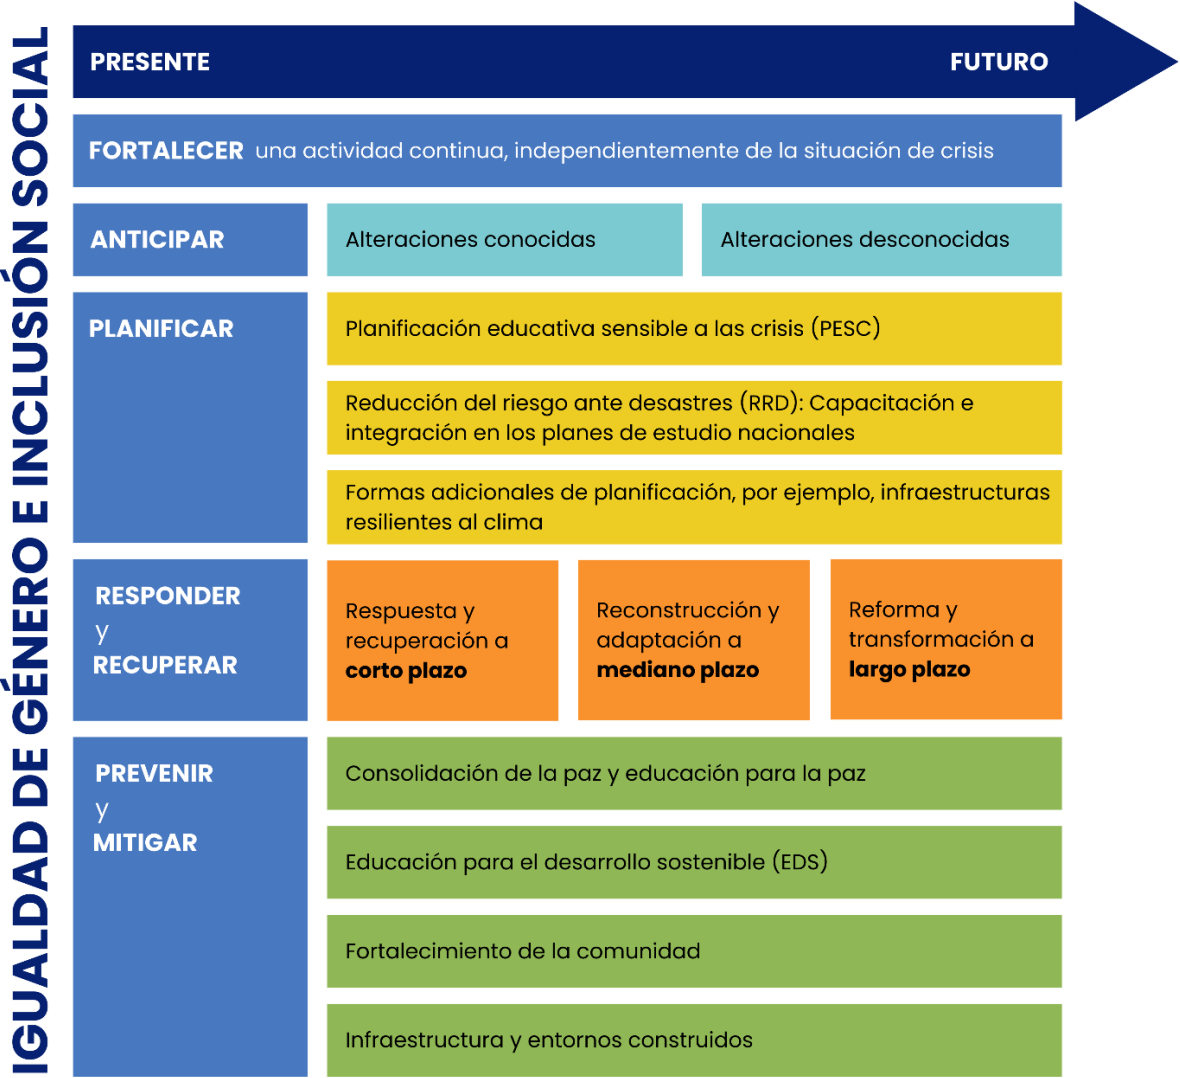 IGUALDAD DE GÉNERO E INCLUSIÓN SOCIAL
PRESENTE
FUTURO
FORTALECER una actividad continua, independientemente de la situación de crisis
ANTICIPAR
Alteraciones conocidas
Alteraciones desconocidas
PLANIFICAR
Planificación educativa sensible a las crisis (PESC)
Reducción del riesgo ante desastres (RRD): Capacitación e
integración en los planes de estudio nacionales
Formas adicionales de planificación, por ejemplo, infraestructuras
resilientes al clima
RESPONDER
y
RECUPERAR
Respuesta y
recuperación a
corto plazo
Reconstrucción y
adaptación a
mediano plazo
Reforma y
transformación a
largo plazo
PREVENIR
y
MITIGAR
Consolidación de la paz y educación para la paz
Educación para el desarrollo sostenible (EDS)
Fortalecimiento de la comunidad
Infraestructura y entornos construidos